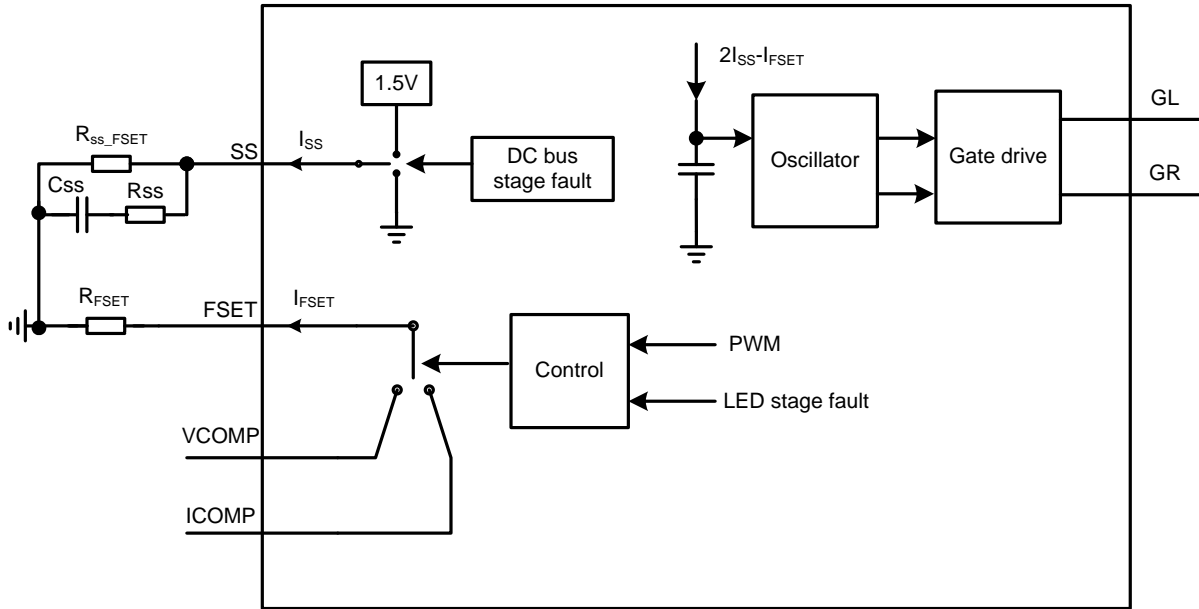 2ISS-IFSET
1.5V
GL
RSS_FSET
SS
ISS
DC bus
stage fault
Oscillator
Gate drive
Css
Rss
GR
RFSET
FSET
IFSET
PWM
Control
LED stage fault
VCOMP
ICOMP